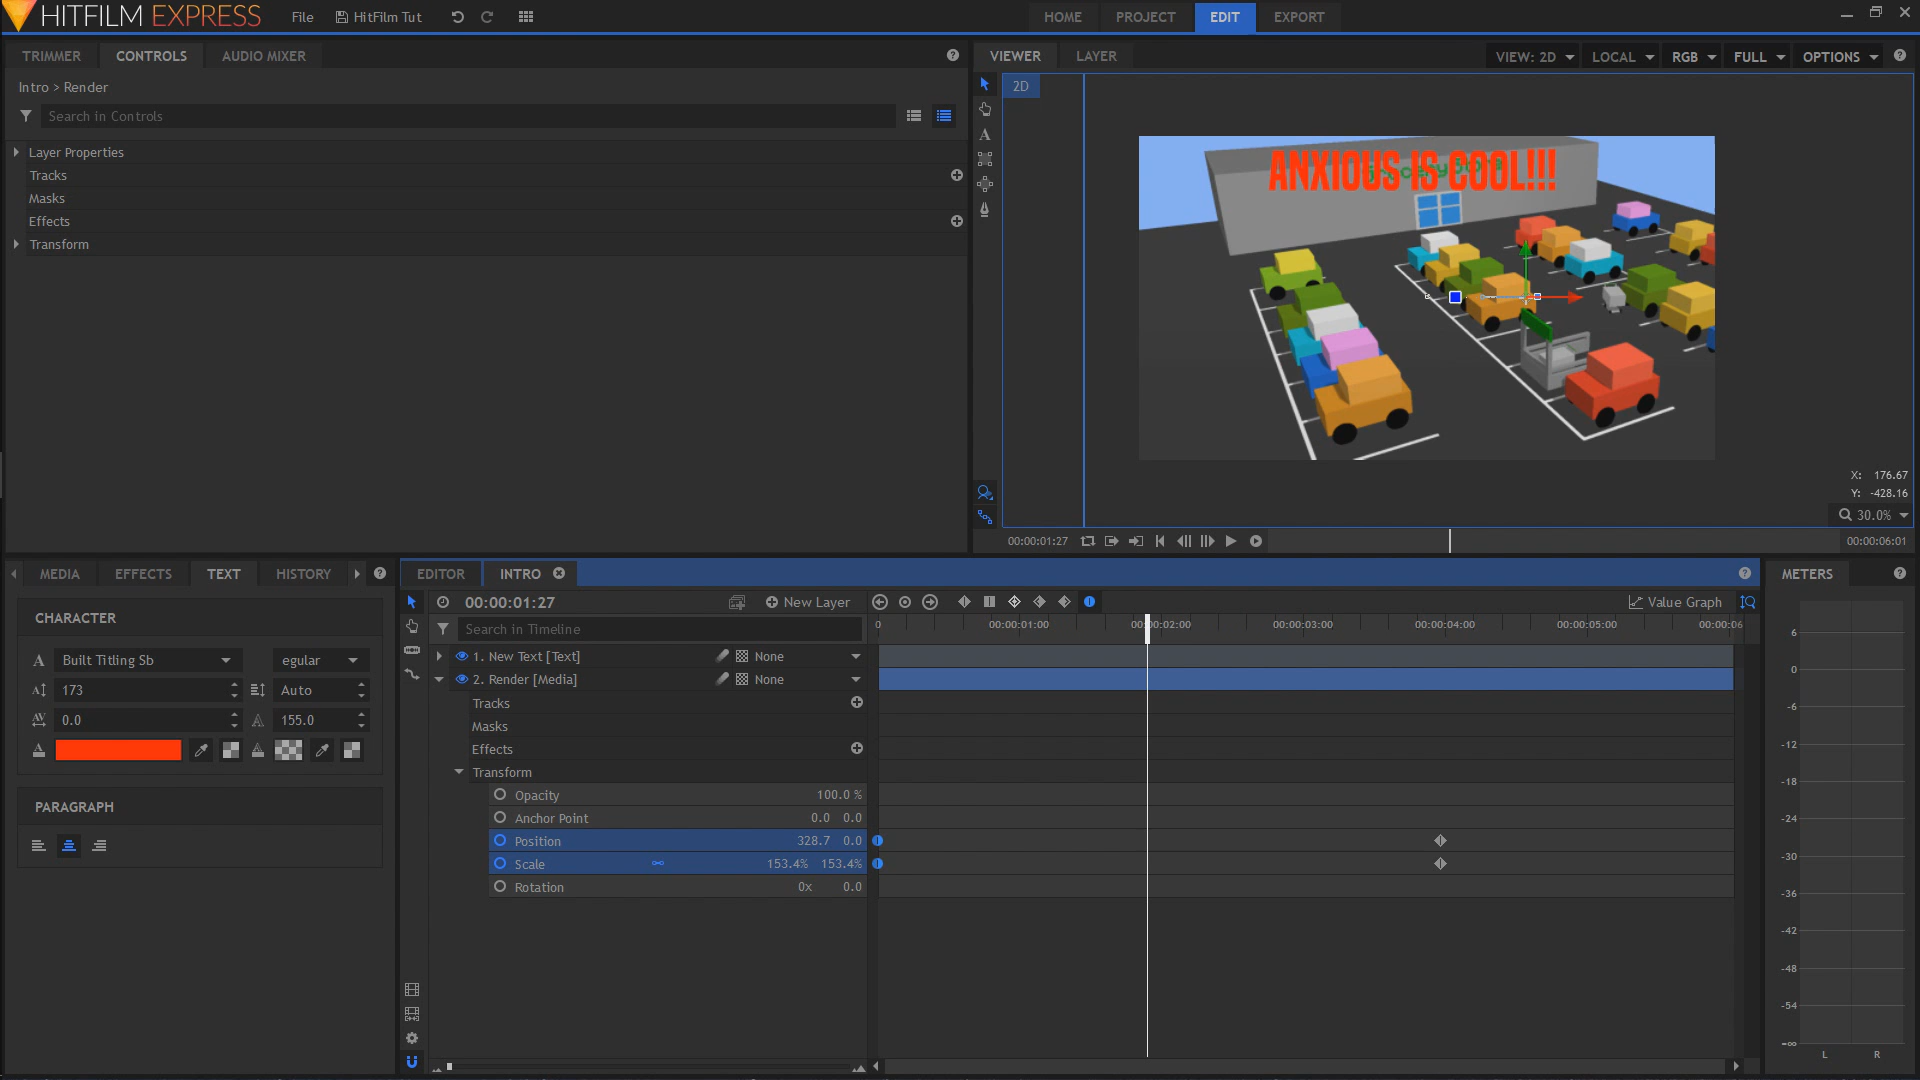 HITFILM EXPRESS
File
HitFilm Tut
HOME
PROJECT
EDIT
EXPORT
TRIMMER
CONTROLS
AUDIO MIXER
Intro > Render
Search in Controls
Layer Properties
Tracks
Masks
Effects
Transform
VIEWER
LAYER
VIEW: 2D
LOCAL
RGB
FULL
OPTIONS
2D
ANXIOUS IS COOL!!!
X: 176.67
Y: -428.16
30.0%
00:00:01:27
00:00:06:01
MEDIA
EFFECTS
TEXT
HISTORY
CHARACTER
Built Titling Sb
egular
173
Auto
0.0
155.0
PARAGRAPH
EDITOR
INTRO
00:00:01:27
New Layer
Value Graph
Search in Timeline
0
00:00:01:00
00:00:02:00
00:00:03:00
00:00:04:00
00:00:05:00
00:00:06
1. New Text [Text]
None
2. Render [Media]
None
Tracks
Masks
Effects
Transform
Opacity
100.0 %
Anchor Point
0.0 0.0
Position
328.7 0.0
Scale
153.4% 153.4%
Rotation
0x 0.0
METERS
6
0
-6
-12
-18
-24
-30
-36
-42
-48
-54
-∞
L
R